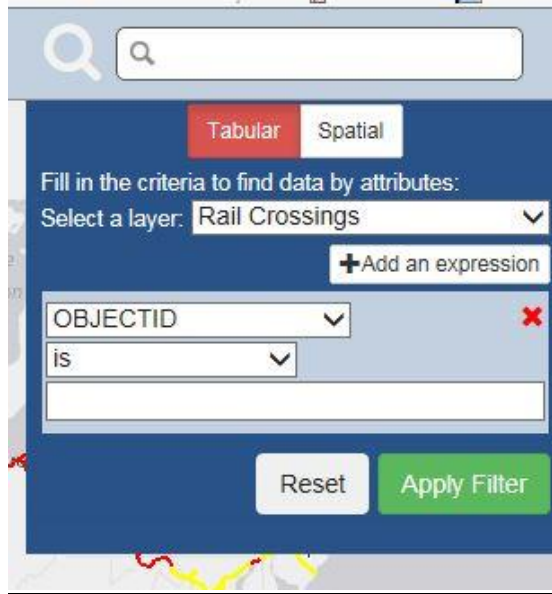 Tabular Spatial
Fill in the criteria to find data by attributes:
Select a layer: Rail Crossings
+Add an expression
OBJECTID
is
Reset Apply Filter